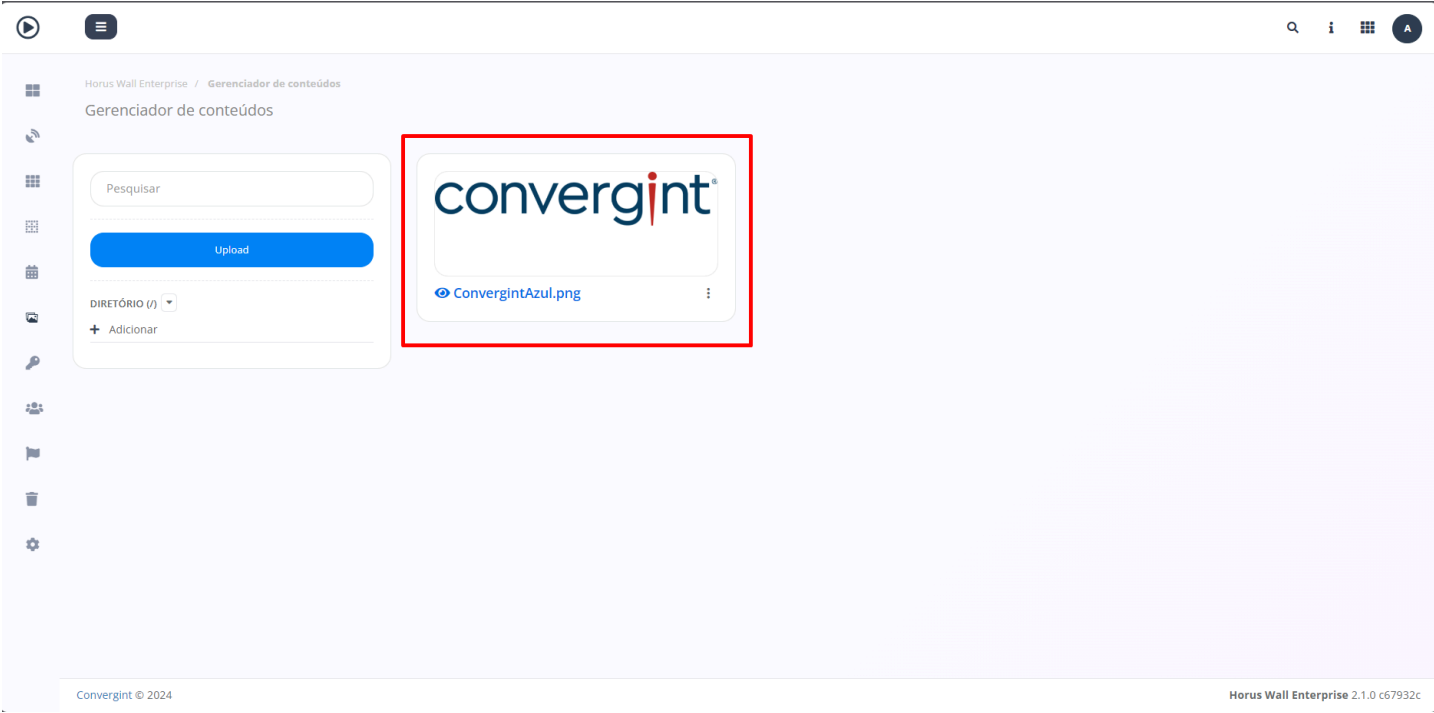 A
Horus Wall Enterprise / Gerenciador de conteúdos
Gerenciador de conteúdos
Pesquisar
Upload
DIRETÓRIO (/)
+ Adicionar
convergint®
ConvergintAzul.png
Convergint © 2024
Horus Wall Enterprise 2.1.0 c67932c